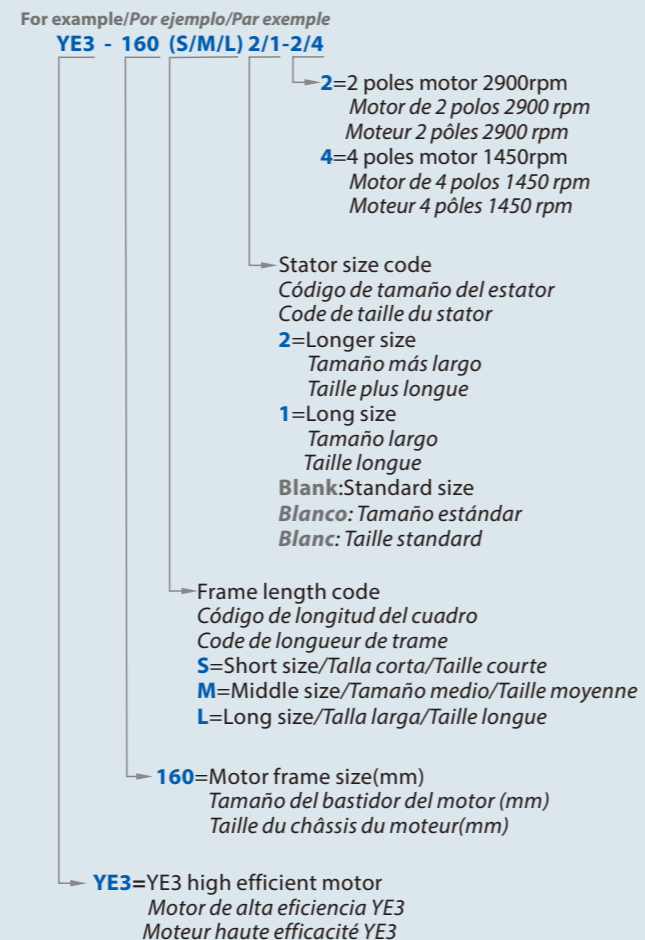 For example/Por ejemplo/Par exemple
YE3 - 160 (S/M/L) 2/1-2/4
2=2 poles motor 2900rpm
Motor de 2 polos 2900 rpm
Moteur 2 pôles 2900 rpm
4=4 poles motor 1450rpm
Motor de 4 polos 1450 rpm
Moteur 4 pôles 1450 rpm
Stator size code
Código de tamaño del estator
Code de taille du stator
2=Longer size
Tamaño más largo
Taille plus longue
1=Long size
Tamaño largo
Taille longue
Blank:Standard size
Blanco: Tamaño estándar
Blanc: Taille standard
Frame length code
Código de longitud del cuadro
Code de longueur de trame
S=Short size/Talla corta/Taille courte
M=Middle size/Tamaño medio/Taille moyenne
L=Long size/Talla larga/Taille longue
160=Motor frame size(mm)
Tamaño del bastidor del motor (mm)
Taille du châssis du moteur(mm)
YE3=YE3 high efficient motor
Motor de alta eficiencia YE3
Moteur haute efficacité YE3